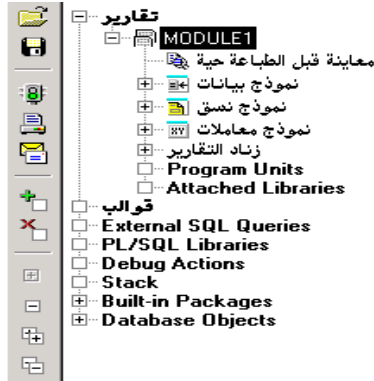 تقارير
MODULE1
معاينة قبل الطباعة حية
نموذج بيانات
نموذج نسق
نموذج معاملات
زناد التقارير
Program Units
Attached Libraries
قوالب
External SQL Queries
PL/SQL Libraries
Debug Actions
Stack
Built-in Packages
Database Objects